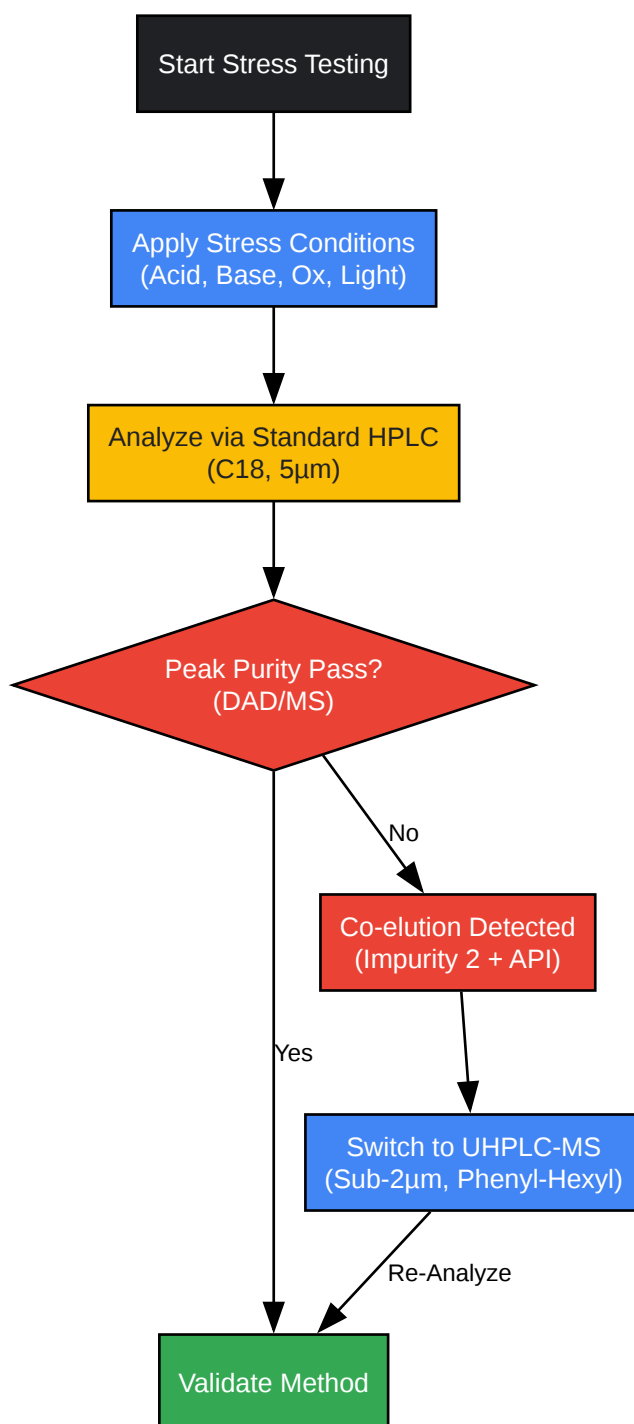 Start Stress Testing
Apply Stress Conditions
(Acid, Base, Ox, Light)
Analyze via Standard HPLC
(C18, 5µm)
Peak Purity Pass?
(DAD/MS)
No
Co-elution Detected
(Impurity 2 + API)
Yes
Switch to UHPLC-MS
(Sub-2µm, Phenyl-Hexyl)
Re-Analyze
Validate Method